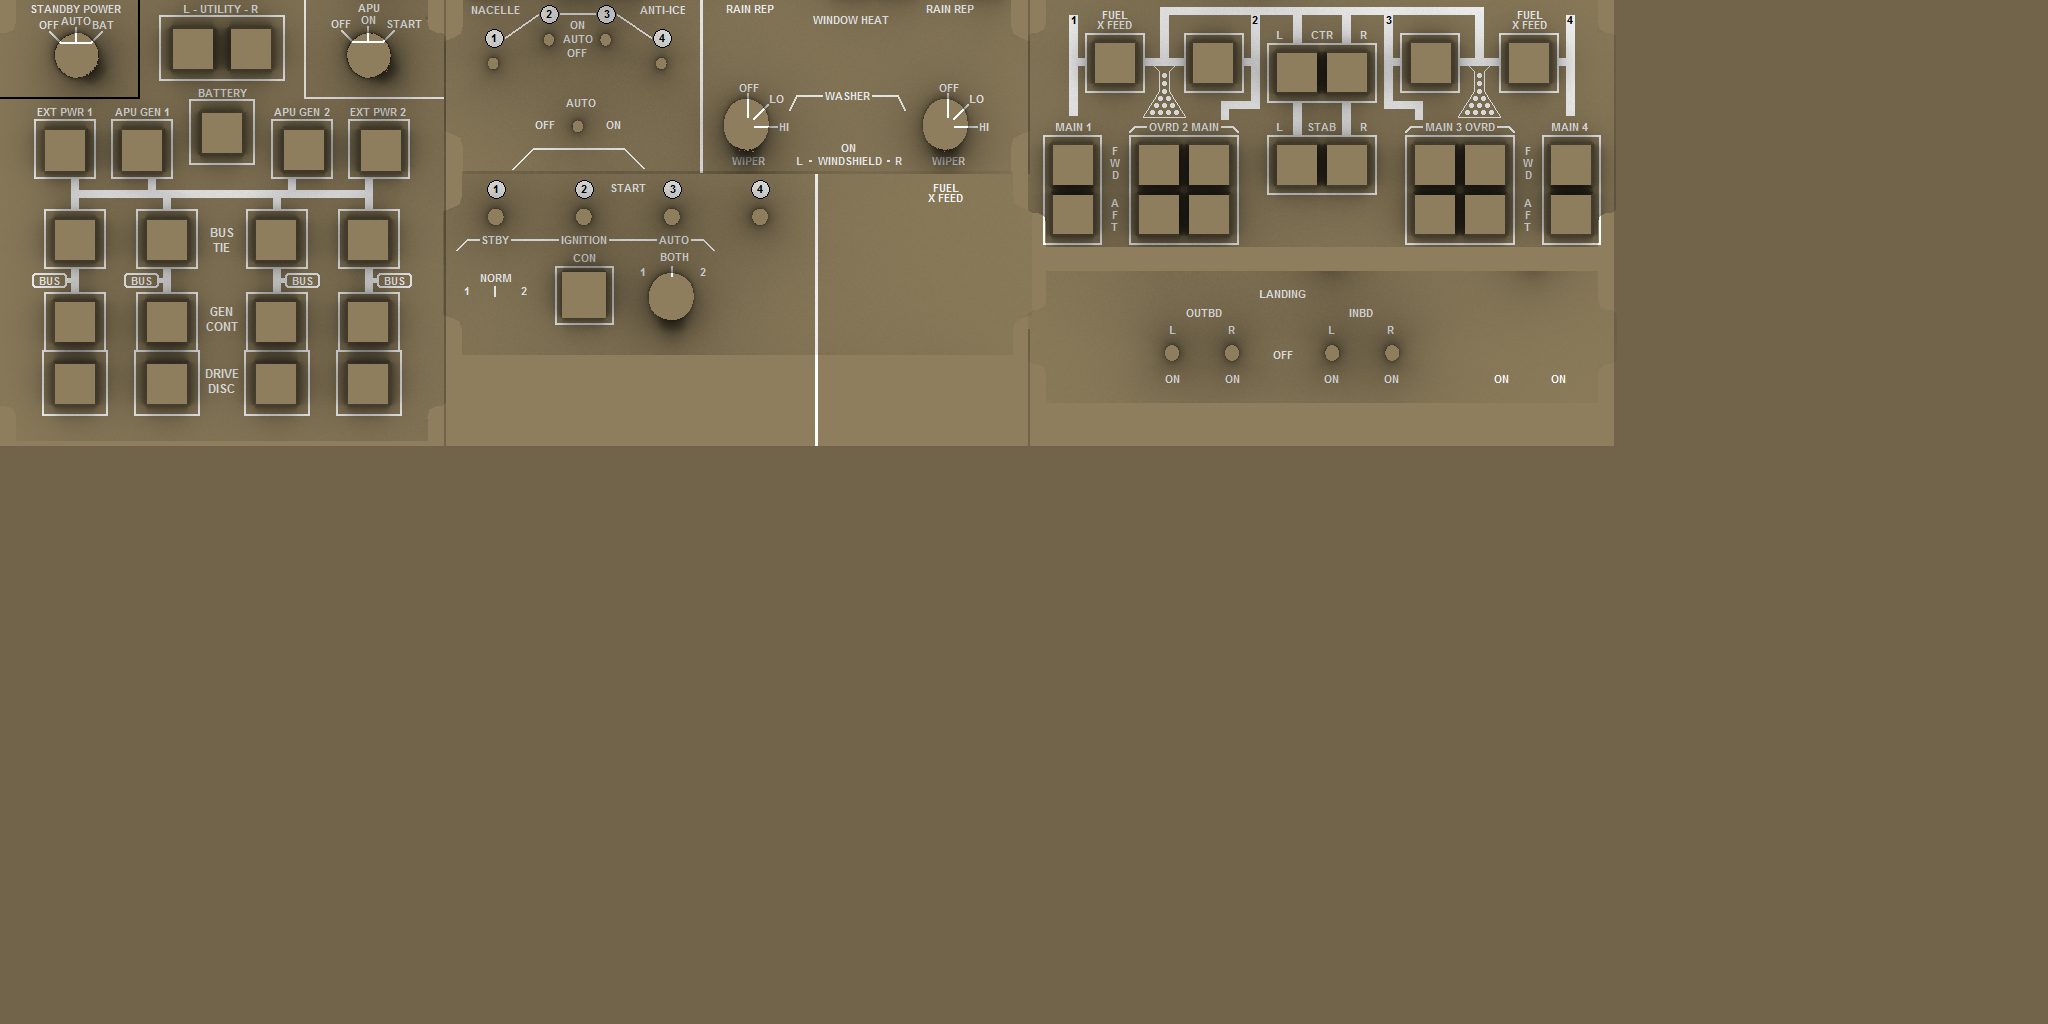 STANDBY POWER
OFF AUTO BAT
L - UTILITY - R
APU
OFF ON START
BATTERY
EXT PWR 1
APU GEN 1
APU GEN 2
EXT PWR 2
BUS
TIE
BUS
BUS
BUS
BUS
GEN
CONT
DRIVE
DISC
NACELLE
ANTI-ICE
1
2
3
4
ON
AUTO
OFF
AUTO
OFF
ON
RAIN REP
WINDOW HEAT
RAIN REP
OFF
LO
HI
WIPER
WASHER
ON
L - WINDSHIELD - R
OFF
LO
HI
WIPER
1
2
START
3
4
STBY
IGNITION
AUTO
CON
NORM
1
2
BOTH
1
2
FUEL
X FEED
1
FUEL
X FEED
2
3
FUEL
X FEED
4
L CTR R
MAIN 1
OVRD 2 MAIN
L STAB R
MAIN 3 OVRD
MAIN 4
F
W
D
A
F
T
F
W
D
A
F
T
LANDING
OUTBD
INBD
L
R
L
R
OFF
ON
ON
ON
ON
ON
ON